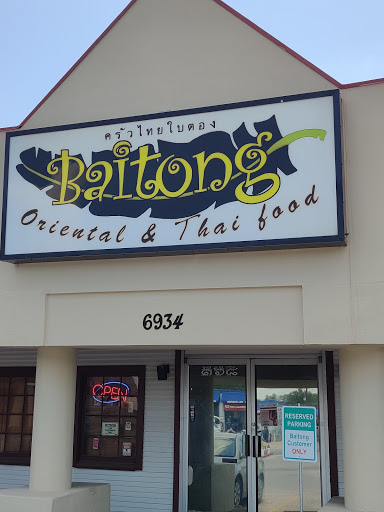 ครัวไทยใบตอง
Baitong
Oriental & Thai food
6934
OPEN
RESERVED
PARKING
Baitong
Customer
ONLY